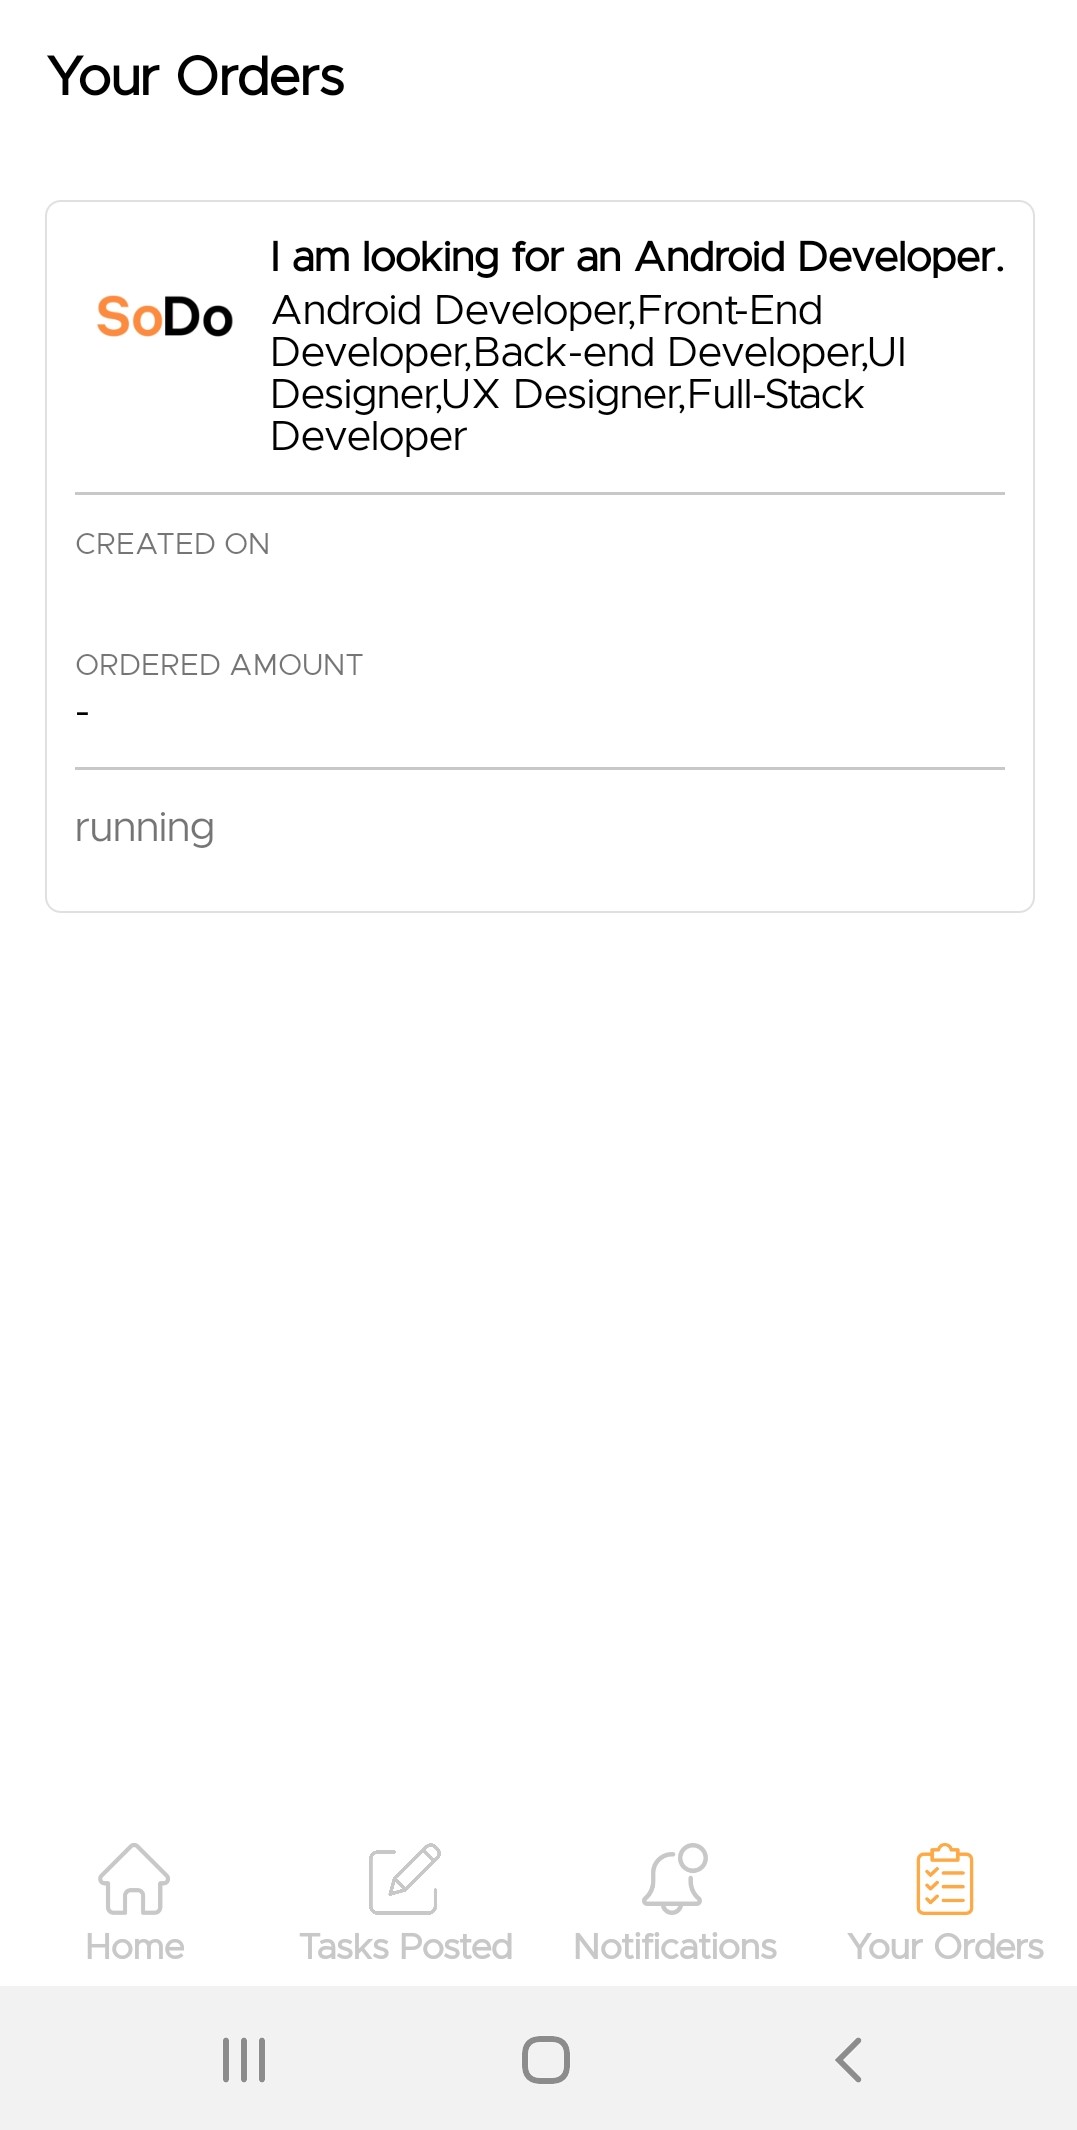 Your Orders
SoDo
I am looking for an Android Developer.
Android Developer,Front-End
Developer,Back-end Developer,UI
Designer,UX Designer,Full-Stack
Developer
CREATED ON
ORDERED AMOUNT
-
running
Home
Tasks Posted
Notifications
Your Orders